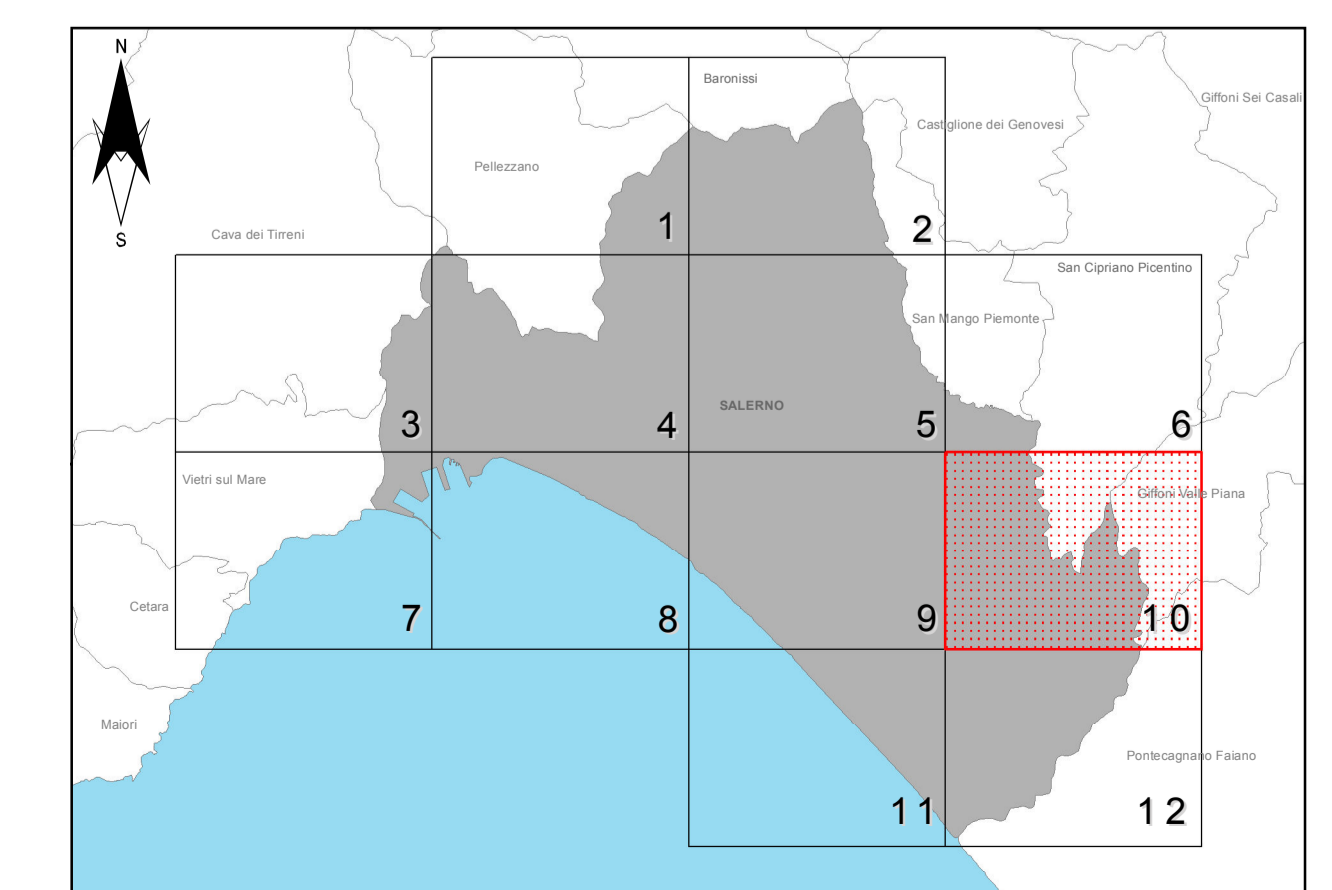 N
Baronissi
Giffoni Sei Casali
Castiglione dei Genovesi
Pellezzano
1
2
S
Cava dei Tirreni
San Cipriano Picentino
San Mango Piemonte
SALERNO
3
4
5
6
Vietri sul Mare
Giffoni Valle Piana
Cetara
7
8
9
10
Maiori
Pontecagnano Faiano
11
12